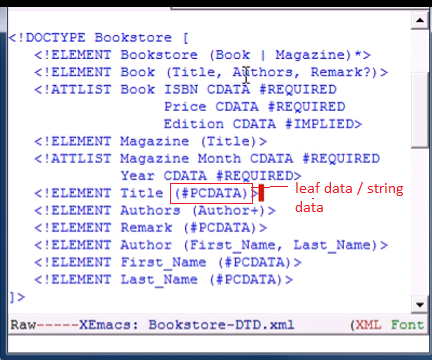 <!DOCTYPE Bookstore [
<!ELEMENT Bookstore (Book | Magazine)*>
<!ELEMENT Book (Title, Authors, Remark?)>
<!ATTLIST Book ISBN CDATA #REQUIRED
Price CDATA #REQUIRED
Edition CDATA #IMPLIED>
<!ELEMENT Magazine (Title)>
<!ATTLIST Magazine Month CDATA #REQUIRED
Year CDATA #REQUIRED>
<!ELEMENT Title (#PCDATA)>
leaf data / string
data
<!ELEMENT Authors (Author+)>
<!ELEMENT Remark (#PCDATA)>
<!ELEMENT Author (First_Name, Last_Name)>
<!ELEMENT First_Name (#PCDATA)>
<!ELEMENT Last_Name (#PCDATA)>
]>
Raw-----XEmacs: Bookstore-DTD.xml (XML Font